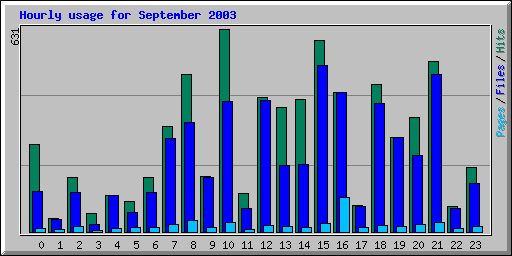 Hourly usage for September 2003
631
Pages / Files / Hits
0 1 2 3 4 5 6 7 8 9 10 11 12 13 14 15 16 17 18 19 20 21 22 23